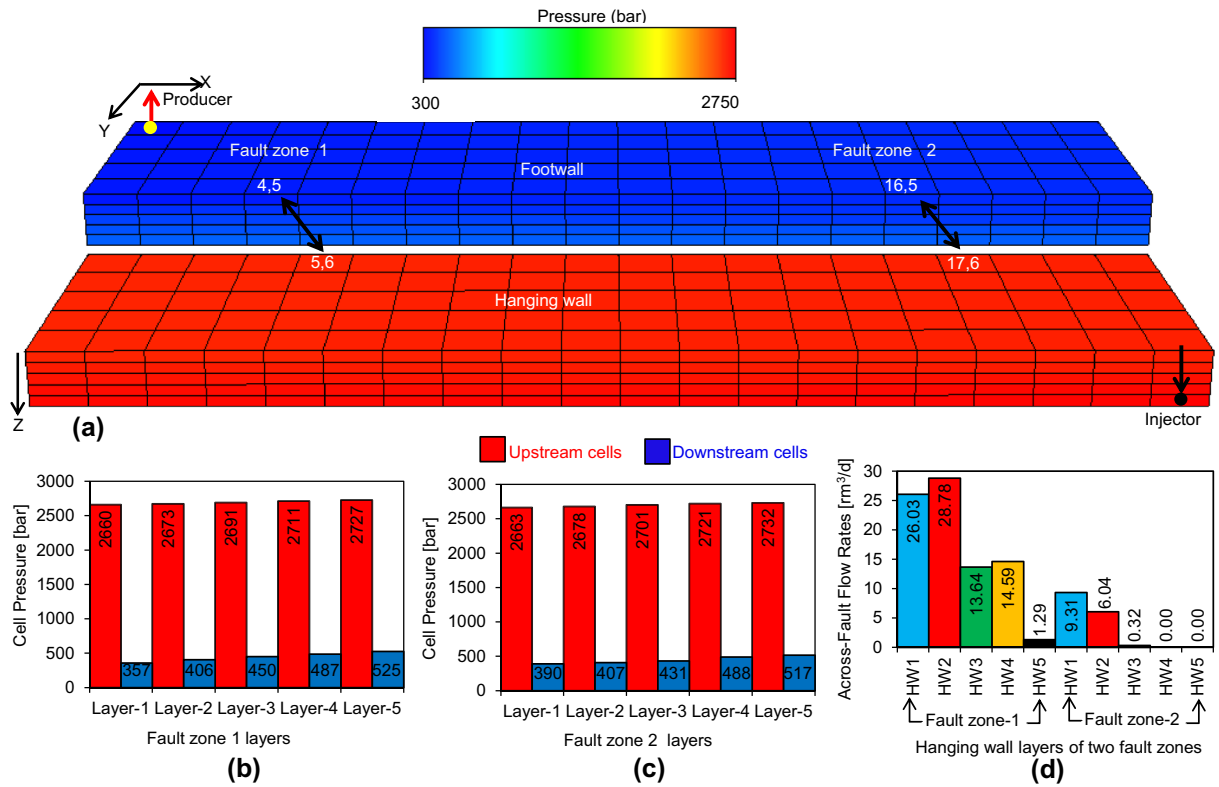 Pressure (bar)
300
2750
X
Y
Producer
Fault zone 1
Fault zone 2
Footwall
4,5
16,5
5,6
17,6
Hanging wall
Z
Injector
(a)
Upstream cells
Downstream cells
Cell Pressure [bar]
3000
2500
2000
1500
1000
500
0
2660
357
2673
406
2691
450
2711
487
2727
525
Layer-1 Layer-2 Layer-3 Layer-4 Layer-5
Fault zone 1 layers
(b)
Cell Pressure [bar]
3000
2500
2000
1500
1000
500
0
2663
390
2678
407
2701
431
2721
488
2732
517
Layer-1 Layer-2 Layer-3 Layer-4 Layer-5
Fault zone 2 layers
(c)
Across-Fault Flow Rates [rm³/d]
30
25
20
15
10
5
0
26.03
28.78
13.64
14.59
1.29
9.31
6.04
0.32
0.00
0.00
HW1
HW2
HW3
HW4
HW5
HW1
HW2
HW3
HW4
HW5
Fault zone-1
Fault zone-2
Hanging wall layers of two fault zones
(d)